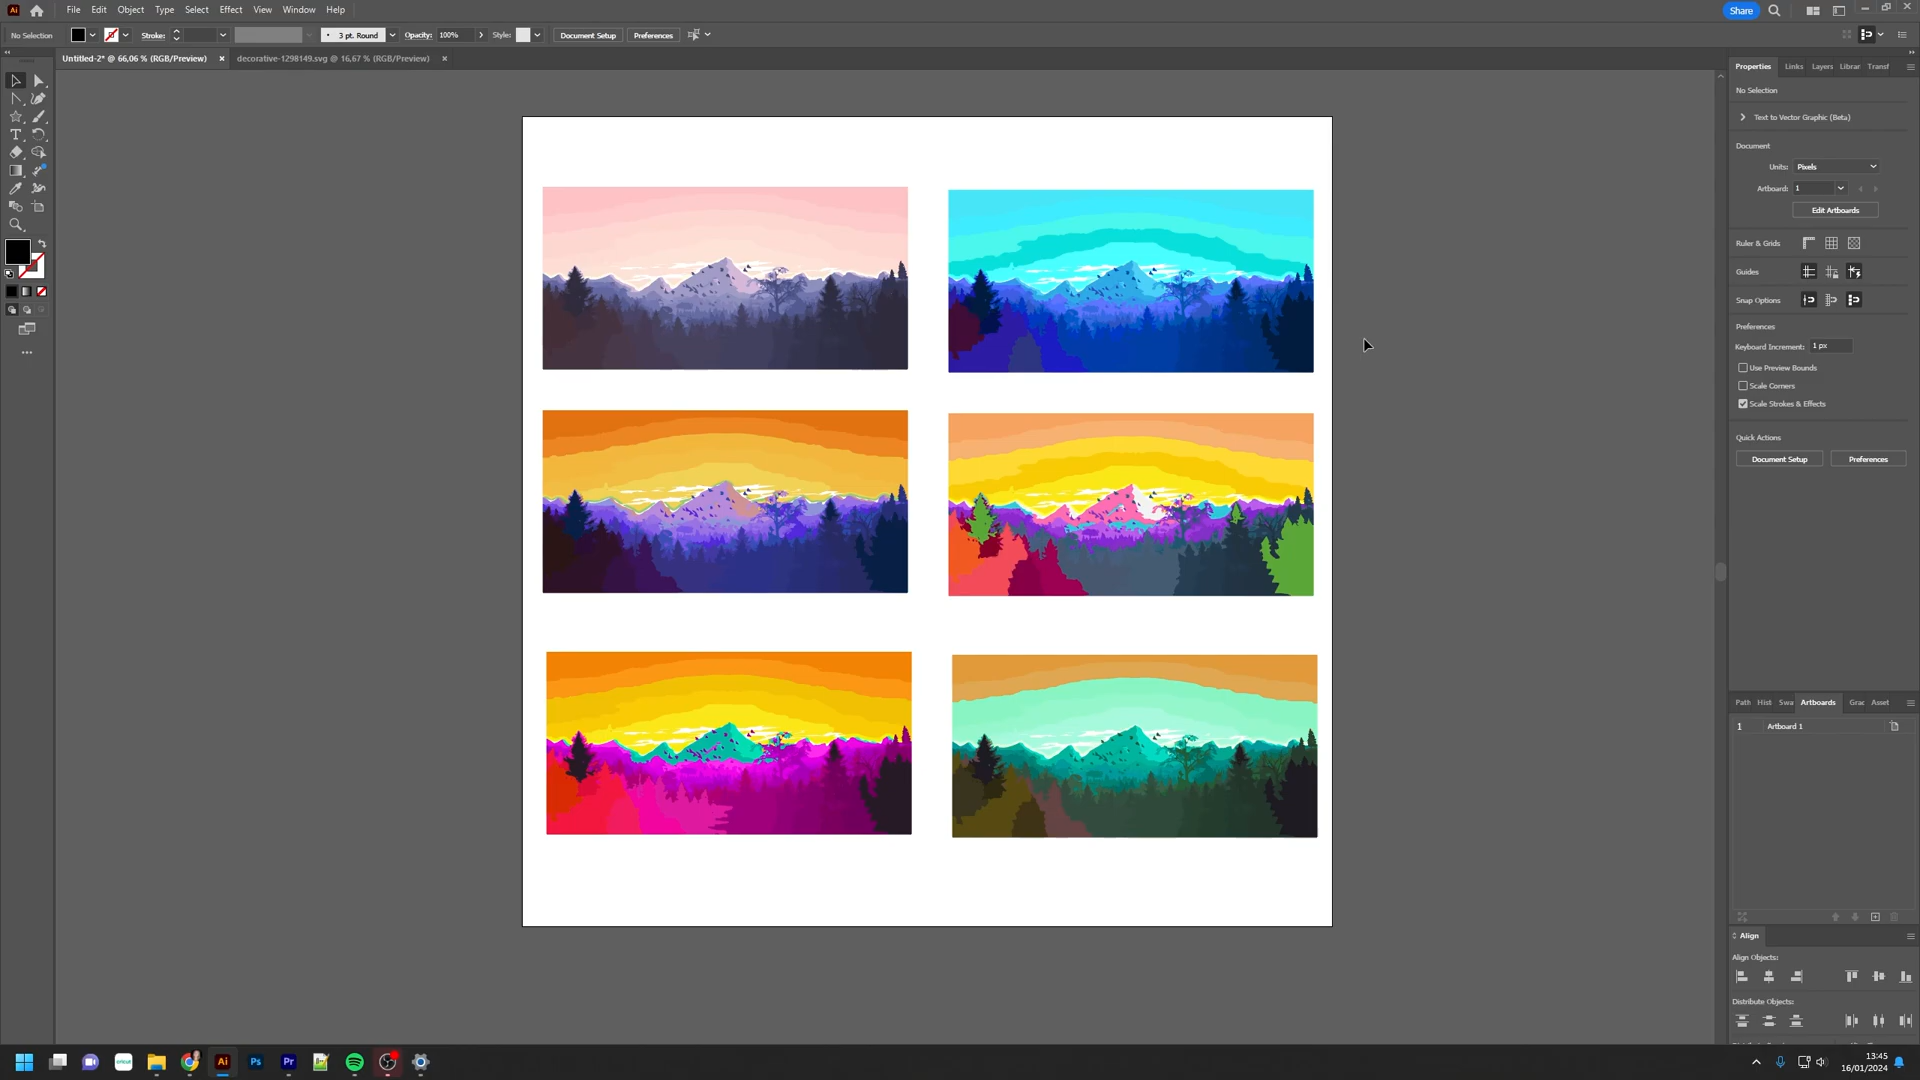 Ai File Edit Object Type Select Effect View Window Help Share
No Selection Stroke: 3 pt. Round Opacity: 100% Style: Document Setup Preferences
Untitled-2* @ 66,06 % (RGB/Preview) decorative-1298149.svg @ 16,67 % (RGB/Preview)
Properties Links Layers Librar Transf
No Selection
Text to Vector Graphic (Beta)
Document
Units: Pixels
Artboard: 1
Edit Artboards
Ruler & Grids
Guides
Snap Options
Preferences
Keyboard Increment: 1 px
Use Preview Bounds
Scale Corners
Scale Strokes & Effects
Quick Actions
Document Setup Preferences
Path Hist Swa Artboards Grac Asset
1 Artboard 1
Align
Align Objects:
Distribute Objects:
Ai Ps Pr
13:45
16/01/2024